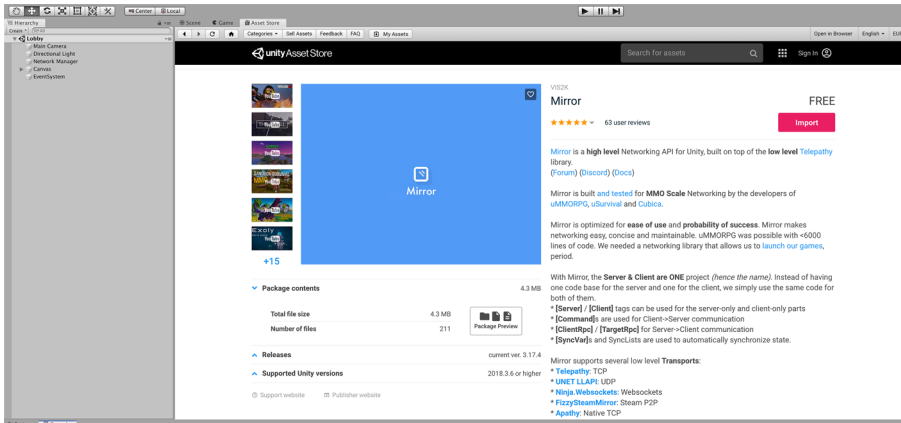 Center Local
Hierarchy
Scene Game Asset Store
Create
Categories Sell Assets Feedback FAQ My Assets Open in Browser English EUR
Lobby
Main Camera
Directional Light
Network Manager
Canvas
EventSystem
unity Asset Store Search for assets Sign In
VIS2K
Mirror FREE
63 user reviews Import
Mirror is a high level Networking API for Unity, built on top of the low level Telepathy
library.
(Forum) (Discord) (Docs)
Mirror is built and tested for MMO Scale Networking by the developers of
uMMORPG, uSurvival and Cubica.
Mirror is optimized for ease of use and probability of success. Mirror makes
networking easy, concise and maintainable. uMMORPG was possible with <6000
lines of code. We needed a networking library that allows us to launch our games,
period.
With Mirror, the Server & Client are ONE project (hence the name). Instead of having
one code base for the server and one for the client, we simply use the same code for
both of them.
* [Server] / [Client] tags can be used for the server-only and client-only parts
* [Command]s are used for Client->Server communication
* [ClientRpc] / [TargetRpc] for Server->Client communication
* [SyncVar]s and SyncLists are used to automatically synchronize state.
Mirror supports several low level Transports:
* Telepathy: TCP
* UNET LLAPI: UDP
* Ninja.Websockets: Websockets
* FizzySteamMirror: Steam P2P
* Apathy: Native TCP
Mirror
+15
Package contents 4.3 MB
Total file size 4.3 MB
Number of files 211
Package Preview
Releases current ver. 3.17.4
Supported Unity versions 2018.3.6 or higher
Support website Publisher website